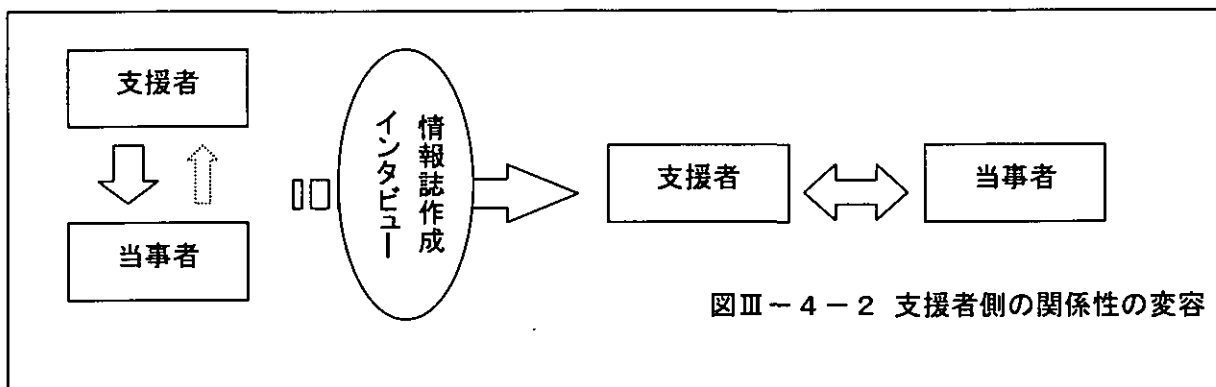 支援者
当事者
情報誌作成
インタビュー
支援者
当事者
図Ⅲ－４－２ 支援者側の関係性の変容